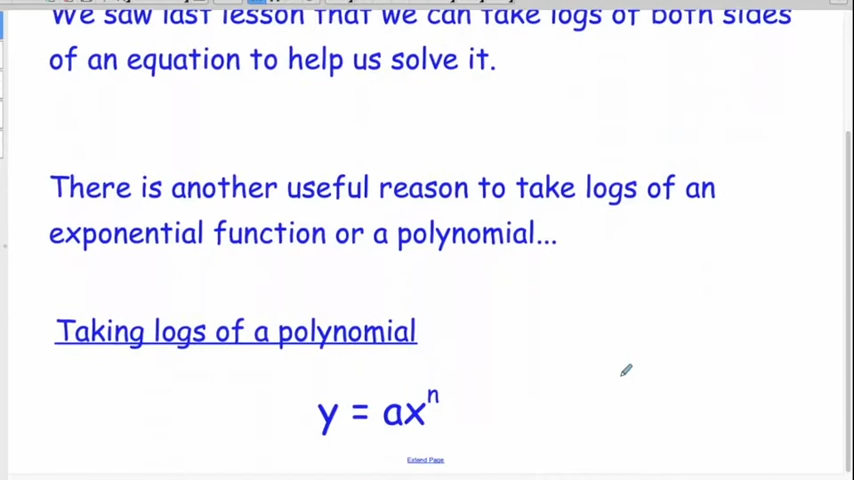 We saw last lesson that we can take logs of both sides
of an equation to help us solve it.
There is another useful reason to take logs of an
exponential function or a polynomial...
Taking logs of a polynomial
y = axⁿ
Extend Page